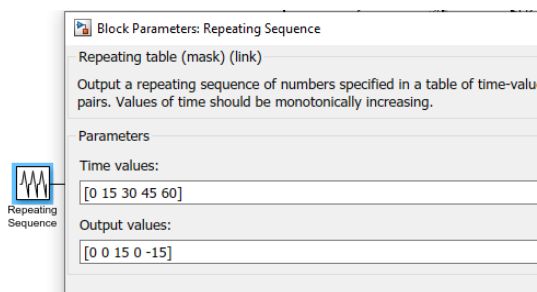 Block Parameters: Repeating Sequence
Repeating table (mask) (link)
Output a repeating sequence of numbers specified in a table of
pairs. Values of time should be monotonically increasing.
Parameters
Time values:
[0 15 30 45 60]
Repeating
Sequence
Output values:
[0 0 15 0 -15]